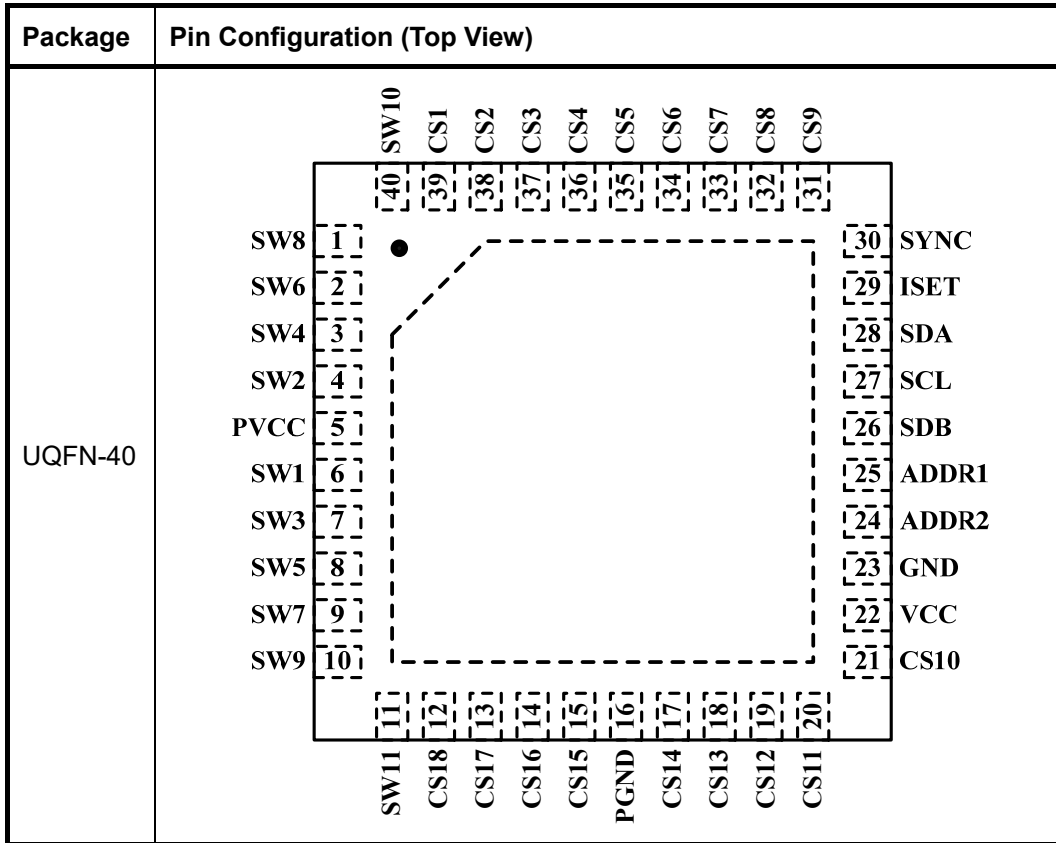 Package Pin Configuration (Top View)
UQFN-40
SW10 CS1 CS2 CS3 CS4 CS5 CS6 CS7 CS8 CS9
40 39 38 37 36 35 34 33 32 31
SW8 1 30 SYNC
SW6 2 29 ISET
SW4 3 28 SDA
SW2 4 27 SCL
PVCC 5 26 SDB
SW1 6 25 ADDR1
SW3 7 24 ADDR2
SW5 8 23 GND
SW7 9 22 VCC
SW9 10 21 CS10
11 12 13 14 15 16 17 18 19 20
SW11 CS18 CS17 CS16 CS15 PGND CS14 CS13 CS12 CS11